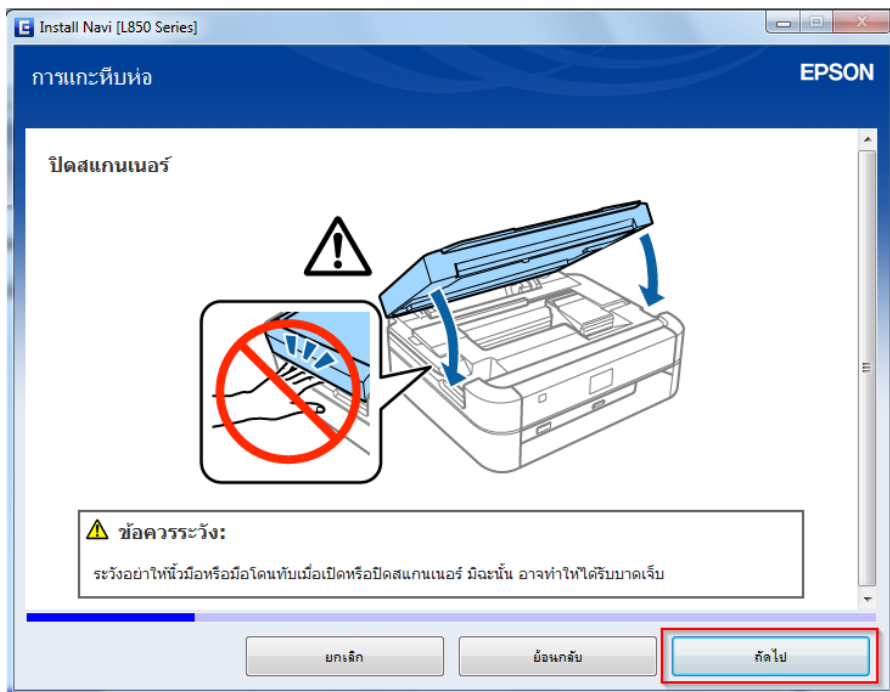 Install Navi [L850 Series]
การแกะหีบห่อ
EPSON
ปิดสแกนเนอร์
ข้อควรระวัง:
ระวังอย่าให้นิ้วมือหรือมือโดนทับเมื่อเปิดหรือปิดสแกนเนอร์ มิฉะนั้น อาจทำให้ได้รับบาดเจ็บ
ยกเลิก
ย้อนกลับ
ถัดไป